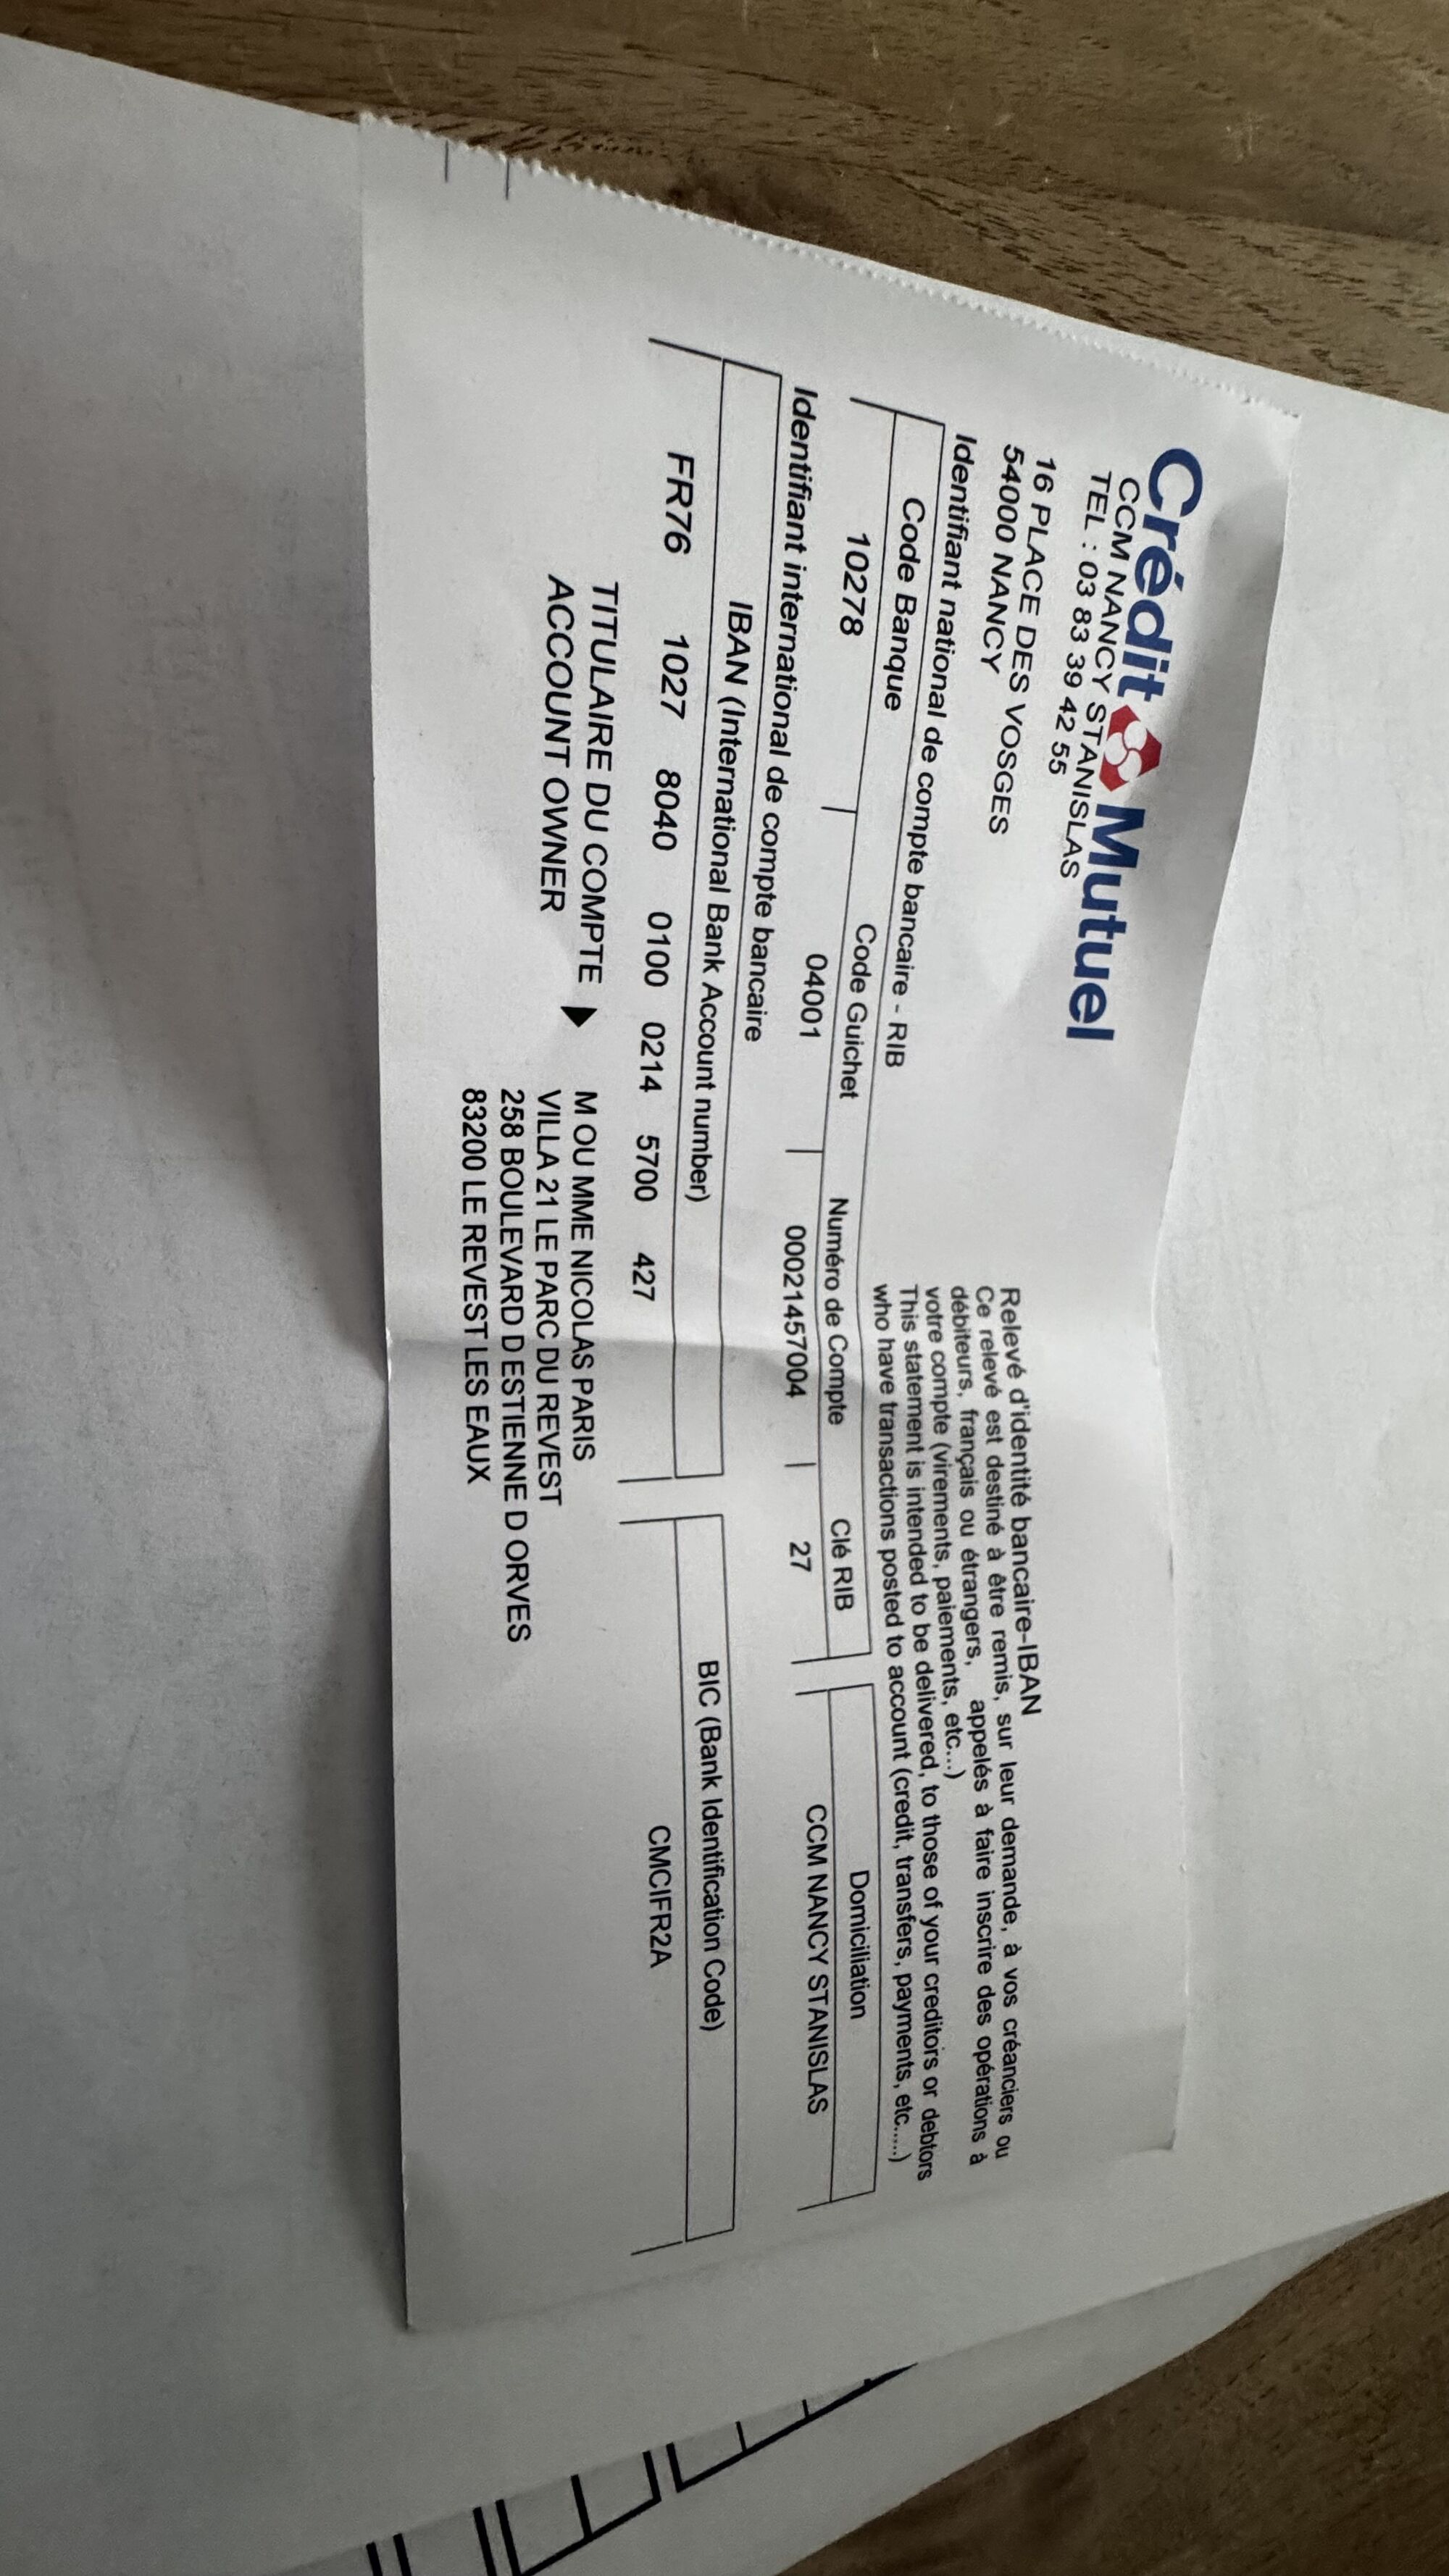 Crédit Mutuel
CCM NANCY STANISLAS
TEL : 03 83 39 42 55
16 PLACE DES VOSGES
54000 NANCY
Relevé d'identité bancaire-IBAN
Ce relevé est destiné à être remis, sur leur demande, à vos créanciers ou
débiteurs, français ou étrangers, appelés à faire inscrire des opérations à
votre compte (virements, paiements, etc...)
This statement is intended to be delivered, to those of your creditors or debtors
who have transactions posted to account (credit, transfers, payments, etc.....)
Identifiant national de compte bancaire - RIB
Code Banque Code Guichet Numéro de Compte Clé RIB Domiciliation
10278 04001 00021457004 27 CCM NANCY STANISLAS
Identifiant international de compte bancaire
IBAN (International Bank Account number) BIC (Bank Identification Code)
FR76 1027 8040 0100 0214 5700 427 CMCIFR2A
TITULAIRE DU COMPTE
ACCOUNT OWNER
M OU MME NICOLAS PARIS
VILLA 21 LE PARC DU REVEST
258 BOULEVARD D ESTIENNE D ORVES
83200 LE REVEST LES EAUX